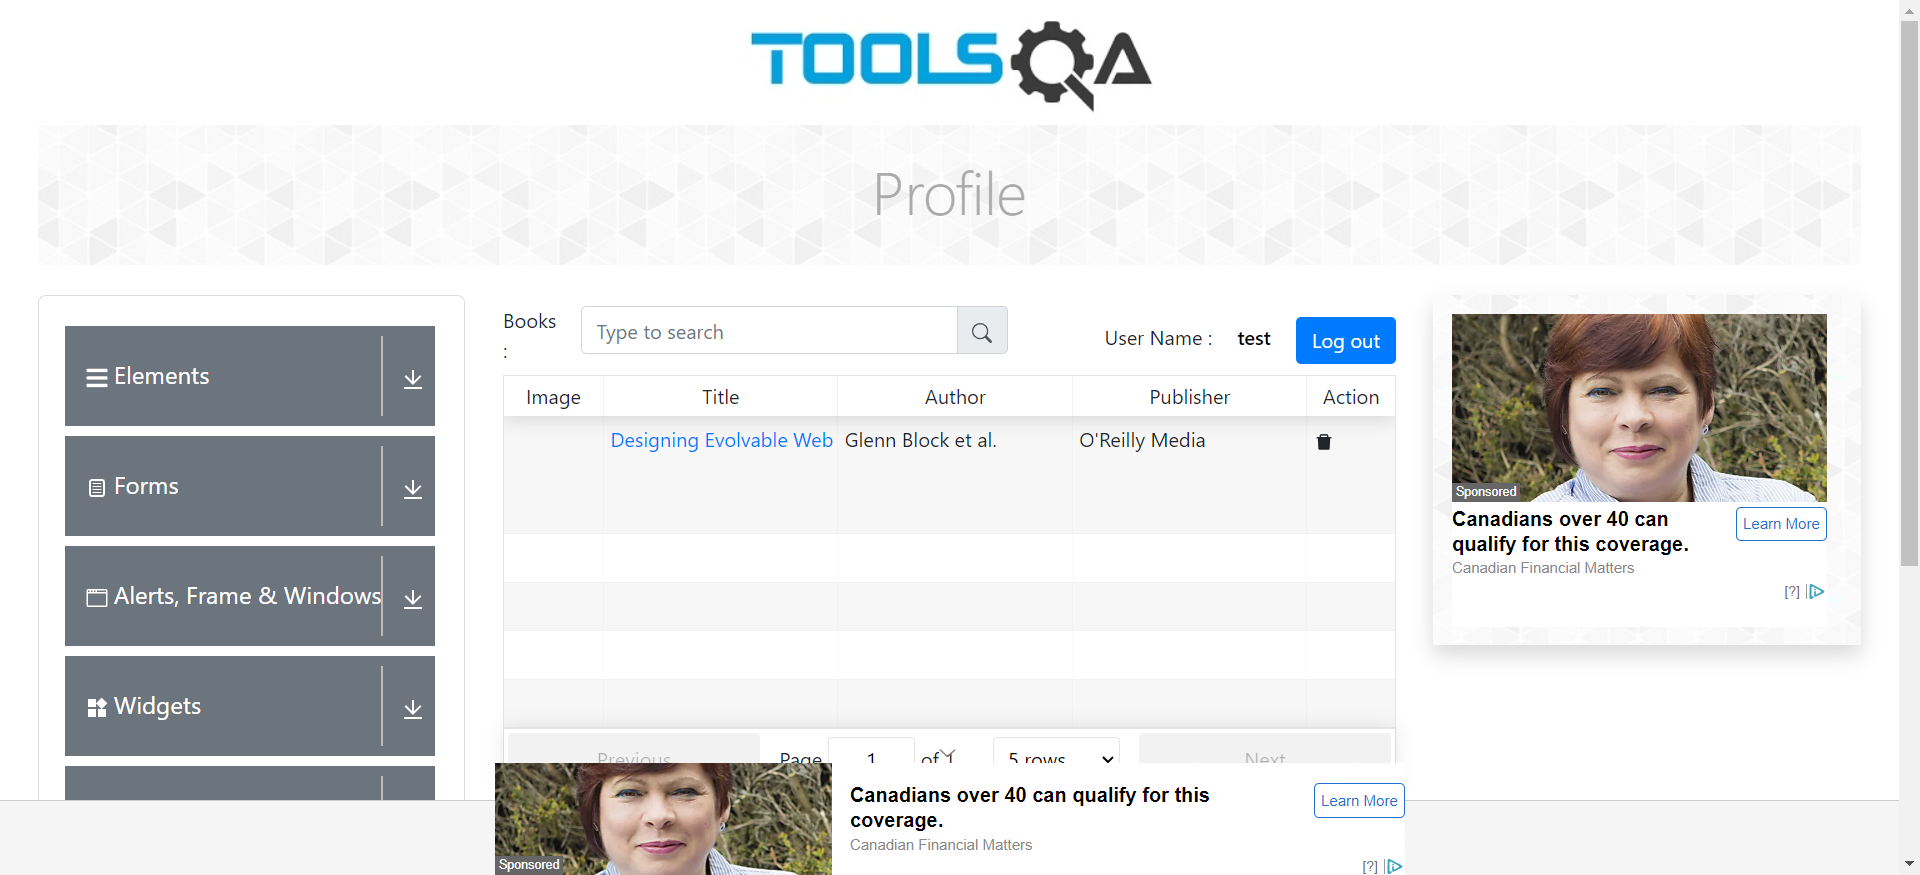 TOOLSQA
Profile
Elements
Forms
Alerts, Frame & Windows
Widgets
Books
:
Type to search
User Name :
test
Log out
Image
Title
Author
Publisher
Action
Designing Evolvable Web
Glenn Block et al.
O'Reilly Media
Previous
Page
1
of 1
5 rows
Next
Sponsored
Canadians over 40 can
qualify for this coverage.
Learn More
Canadian Financial Matters
[?]
Sponsored
Canadians over 40 can qualify for this
coverage.
Learn More
Canadian Financial Matters
[?]